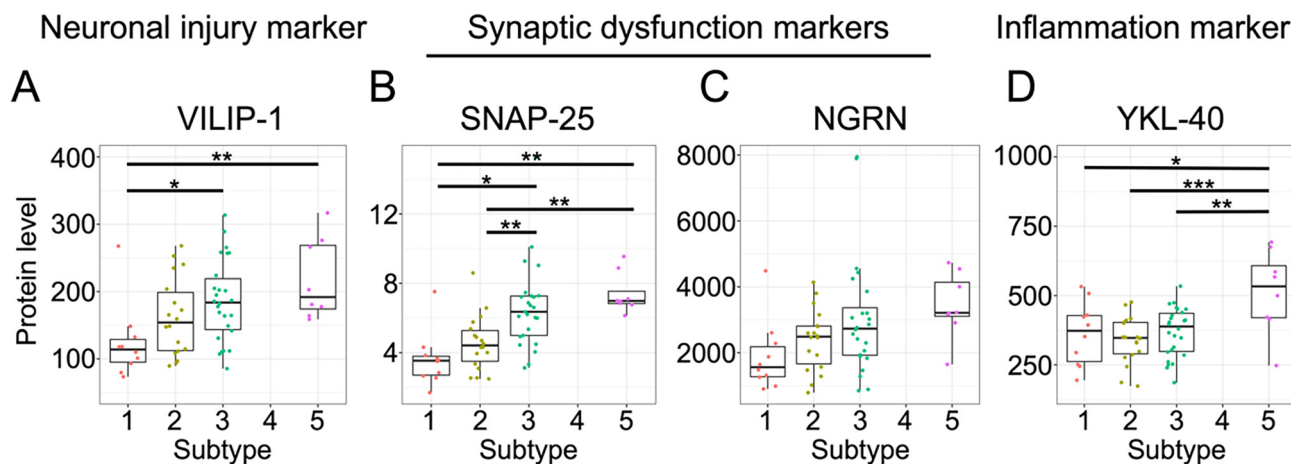 Neuronal injury marker Synaptic dysfunction markers Inflammation marker
A B C D
VILIP-1 SNAP-25 NGRN YKL-40
Protein level
400
300
200
100
** 
*
1 2 3 4 5
Subtype
12
8
4
**
*
**
**
1 2 3 4 5
Subtype
8000
6000
4000
2000
1 2 3 4 5
Subtype
1000
750
500
250
*
***
**
1 2 3 4 5
Subtype